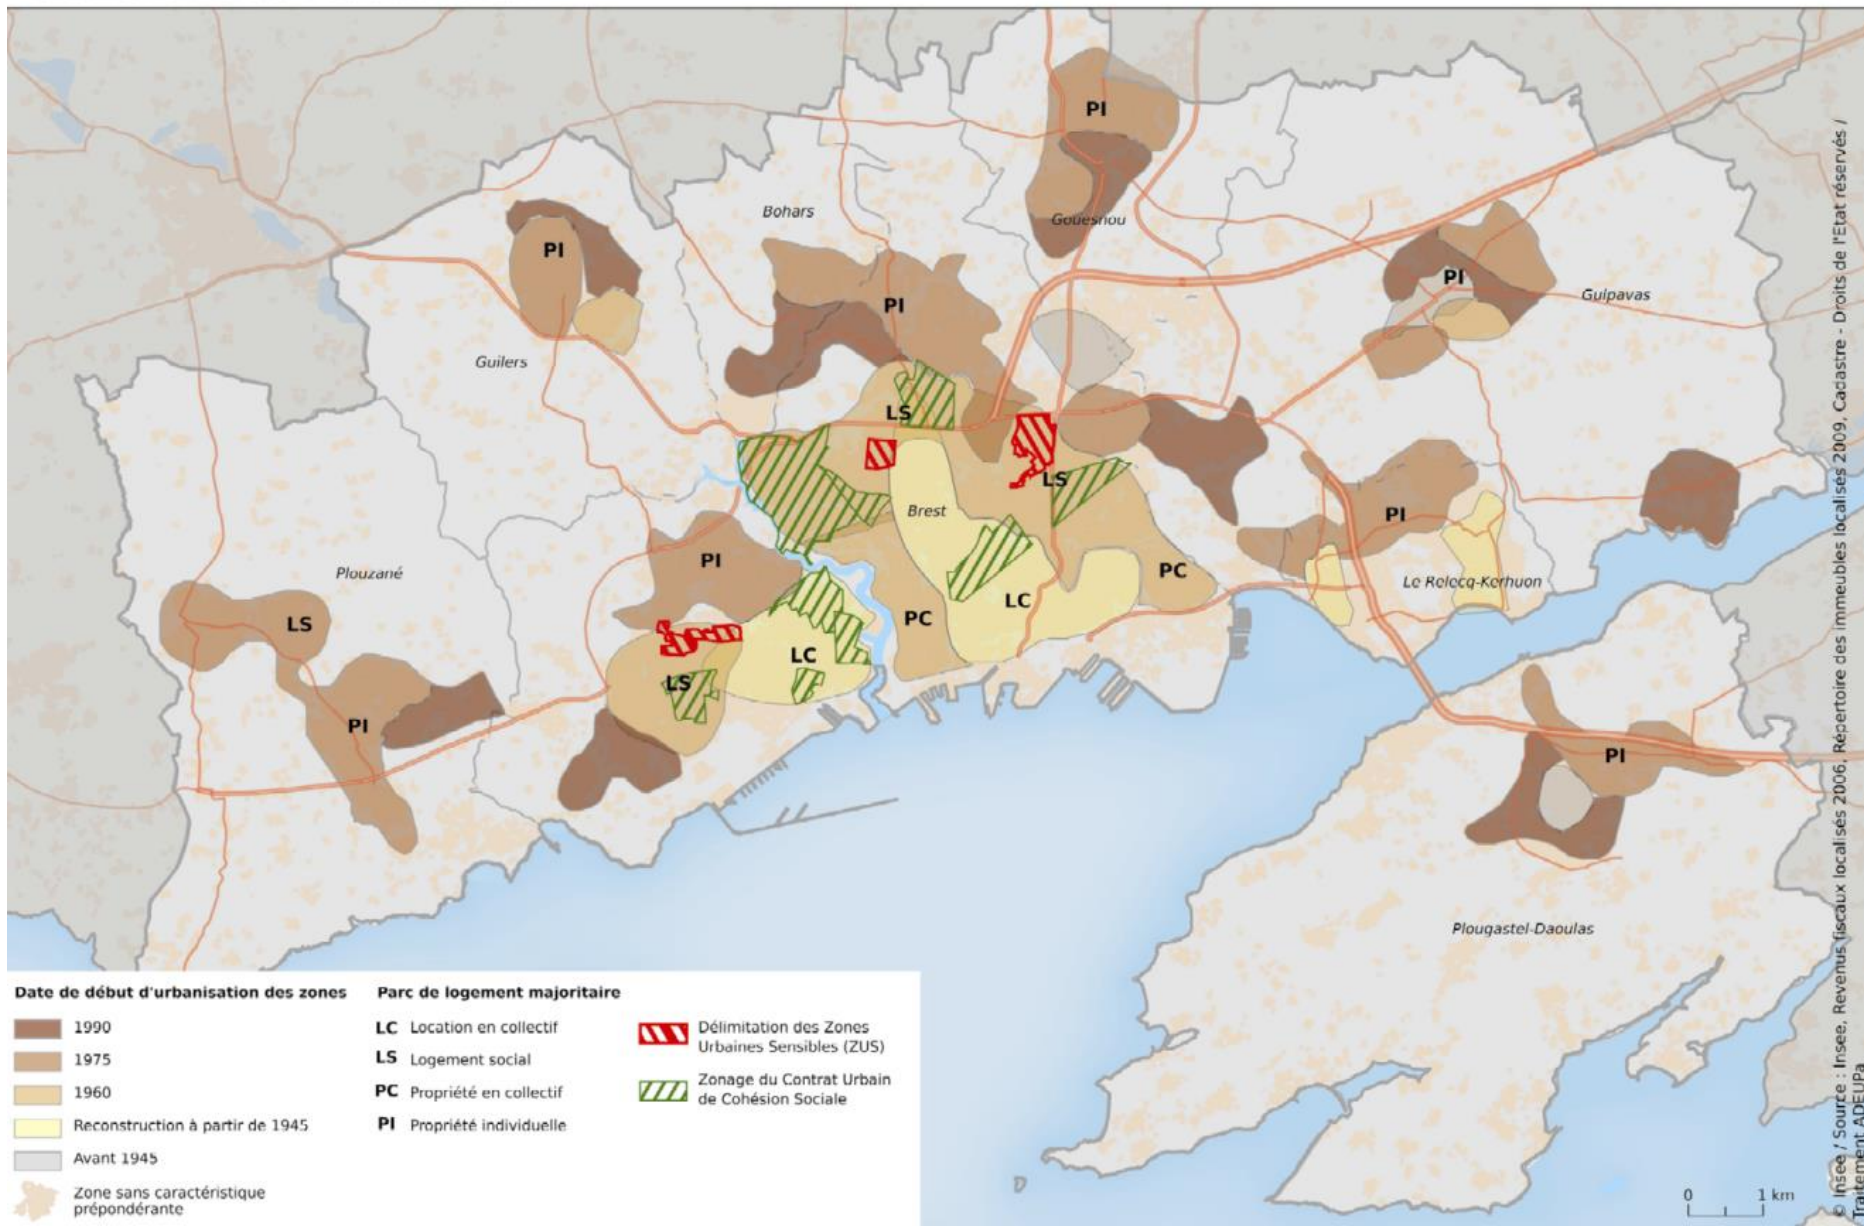 PI
Bohars
Gouesnou
PI
PI
PI
Guipavas
Guilers
LS
LS
Brest
PI
PI
Plouzané
PC
Le Relecq-Kerhuon
LC
LS
PC
LC
LS
PI
PI
Plougastel-Daoulas
Date de début d'urbanisation des zones
1990
1975
1960
Reconstruction à partir de 1945
Avant 1945
Zone sans caractéristique
prépondérante
Parc de logement majoritaire
LC Location en collectif
LS Logement social
PC Propriété en collectif
PI Propriété individuelle
Délimitation des Zones
Urbaines Sensibles (ZUS)
Zonage du Contrat Urbain
de Cohésion Sociale
0 1 km
© Insee / Source : Insee, Revenus fiscaux localisés 2006, Répertoire des immeubles localisés 2009, Cadastre - Droits de l'Etat réservés /
Traitement ADEUPa